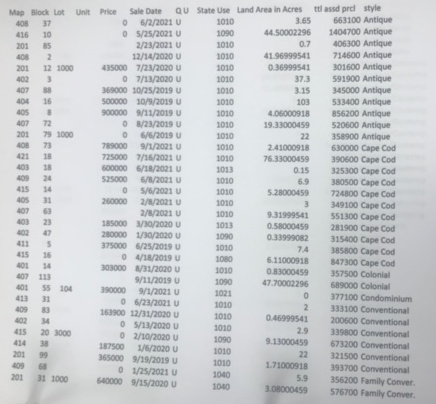 Map Block Lot Unit Price Sale Date Q U State Use Land Area in Acres ttl assd prcl style
408 37 0 6/2/2021 U 1010 3.65 663100 Antique
416 10 0 5/25/2021 U 1090 44.50002296 1404700 Antique
201 85 2/23/2021 U 1010 0.7 406300 Antique
408 2 12/14/2020 U 1010 41.96999541 714600 Antique
201 12 1000 435000 7/23/2020 U 1010 0.36999541 301600 Antique
402 3 0 7/13/2020 U 1010 37.3 591900 Antique
407 88 369000 10/25/2019 U 1010 3.15 345000 Antique
404 16 500000 10/9/2019 U 1010 103 533400 Antique
405 8 900000 9/11/2019 U 1010 4.06000918 856200 Antique
407 72 0 8/23/2019 U 1010 19.33000459 520600 Antique
201 79 1000 0 6/6/2019 U 1010 22 358900 Antique
408 73 789000 9/1/2021 U 1010 2.41000918 630000 Cape Cod
421 18 725000 7/16/2021 U 1010 76.33000459 390600 Cape Cod
403 18 600000 6/18/2021 U 1013 0.15 325300 Cape Cod
409 24 525000 6/8/2021 U 1010 6.9 380500 Cape Cod
415 14 0 5/6/2021 U 1010 5.28000459 724800 Cape Cod
405 31 260000 2/8/2021 U 1010 3 349100 Cape Cod
407 63 2/8/2021 U 1010 9.31999541 551300 Cape Cod
403 23 185000 3/30/2020 U 1013 0.58000459 281900 Cape Cod
402 47 280000 1/30/2020 U 1090 0.33999082 315400 Cape Cod
411 5 375000 6/25/2019 U 1010 7.4 385800 Cape Cod
415 16 0 4/18/2019 U 1080 6.11000918 847300 Cape Cod
401 14 303000 8/31/2020 U 1010 0.83000459 357500 Colonial
407 113 9/11/2019 U 1090 47.70002296 689000 Colonial
401 55 104 390000 9/1/2021 U 1021 0 377100 Condominium
413 31 0 6/23/2021 U 1010 2 333100 Conventional
409 83 163900 12/31/2020 U 1010 0.46999541 200600 Conventional
402 54 0 5/13/2020 U 1010 2.9 339800 Conventional
415 20 3000 0 2/10/2020 U 1090 9.13000459 673200 Conventional
414 38 187500 1/6/2020 U 1010 22 321500 Conventional
201 99 365000 9/19/2019 U 1010 1.71000918 393700 Conventional
409 68 0 1/25/2021 U 1040 5.9 356200 Family Conver.
201 31 1000 640000 9/15/2020 U 1040 3.08000459 576700 Family Conver.